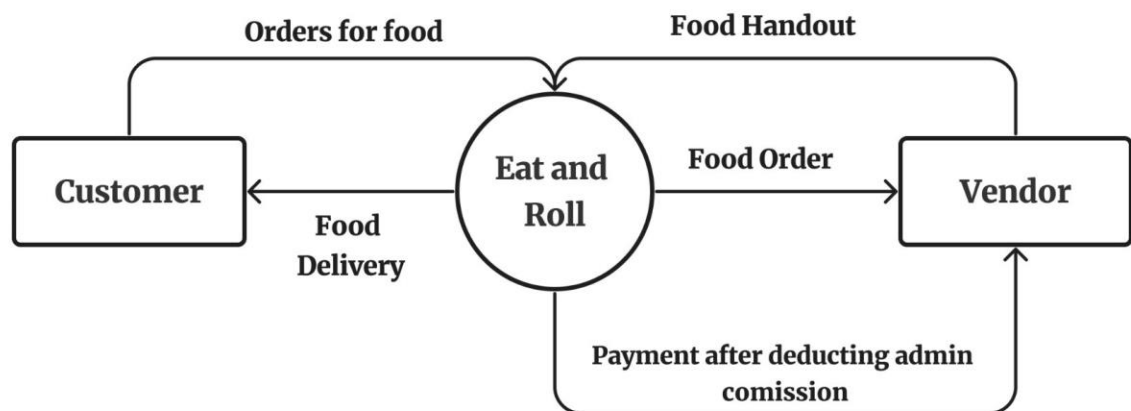 Orders for food
Food Handout
Customer
Eat and
Roll
Food Order
Vendor
Food
Delivery
Payment after deducting admin
comission